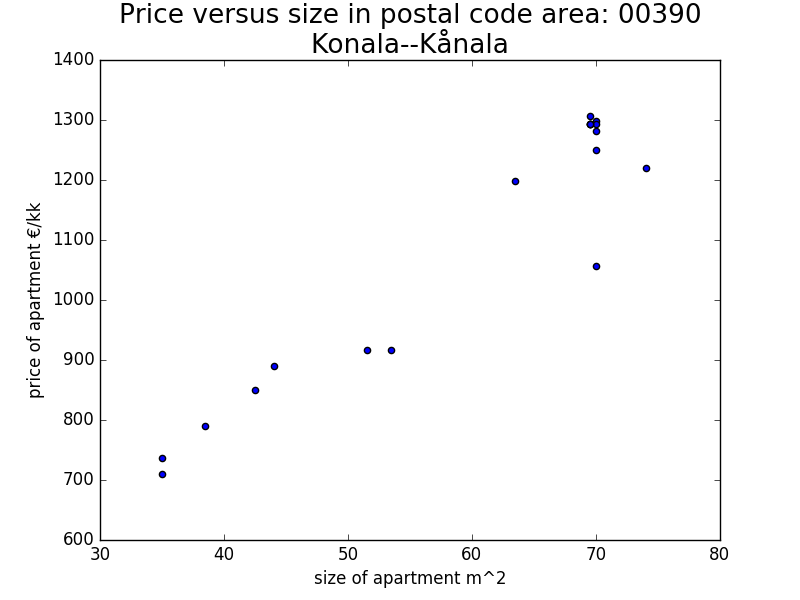 Price versus size in postal code area: 00390
Konala--Kånala
1400
1300
1200
1100
1000
900
800
700
600
price of apartment €/kk
30 40 50 60 70 80
size of apartment m^2